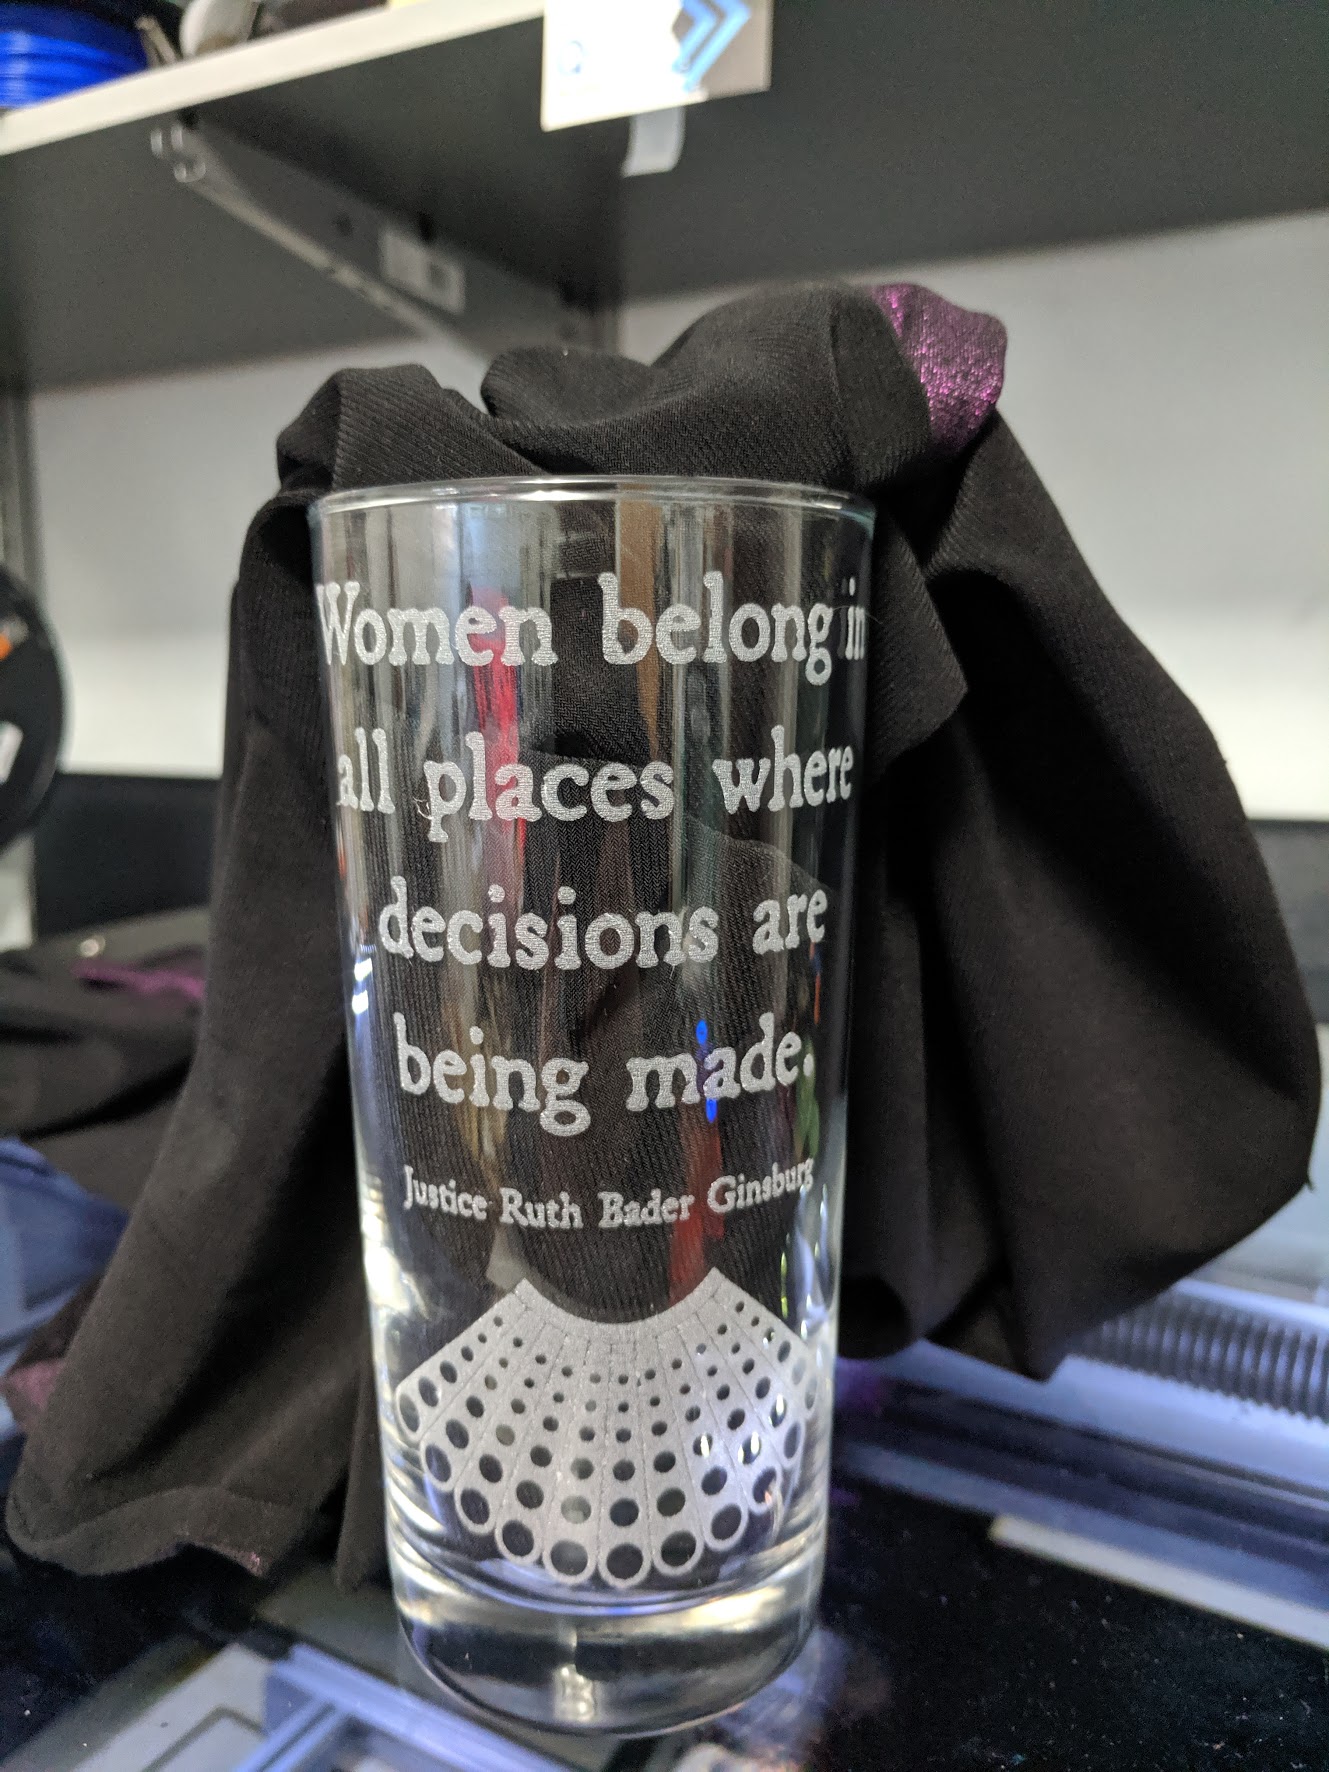 Women belong in
all places where
decisions are
being made.
Justice Ruth Bader Ginsburg